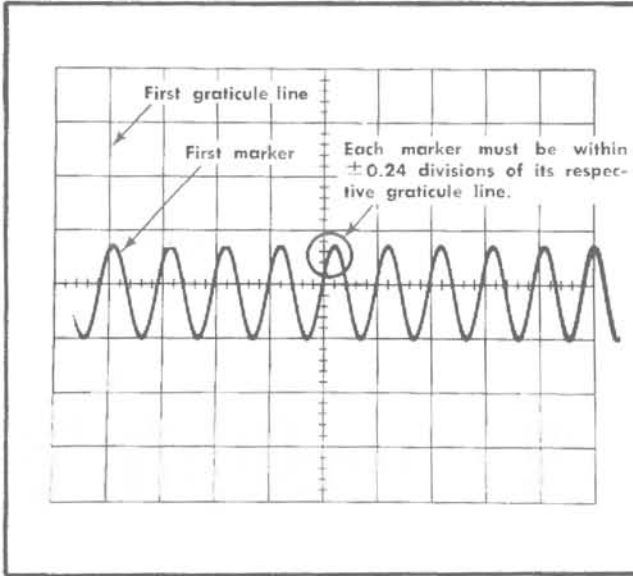 First graticule line
First marker
Each marker must be within
±0.24 divisions of its respec-
tive graticule line.